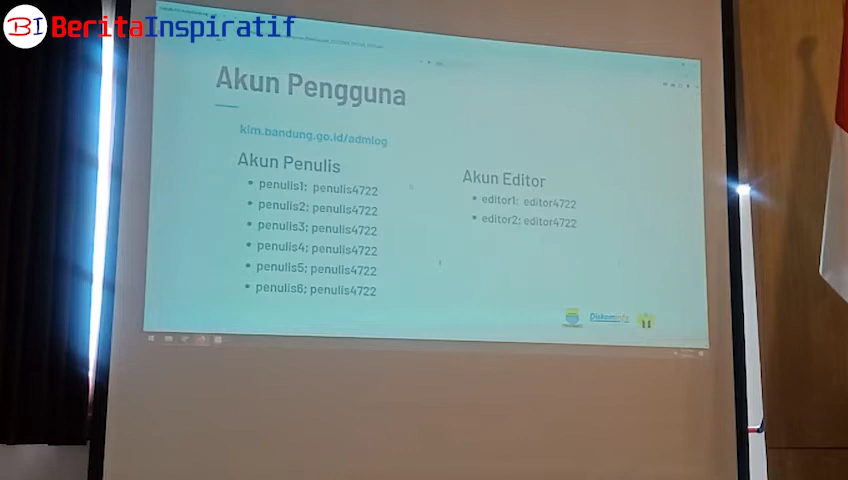 BI BeritaInspiratif
Akun Pengguna
kim.bandung.go.id/admlog
Akun Penulis
• penulis1; penulis4722
• penulis2; penulis4722
• penulis3; penulis4722
• penulis4; penulis4722
• penulis5; penulis4722
• penulis6; penulis4722
Akun Editor
• editor1; editor4722
• editor2; editor4722
Diskominfo